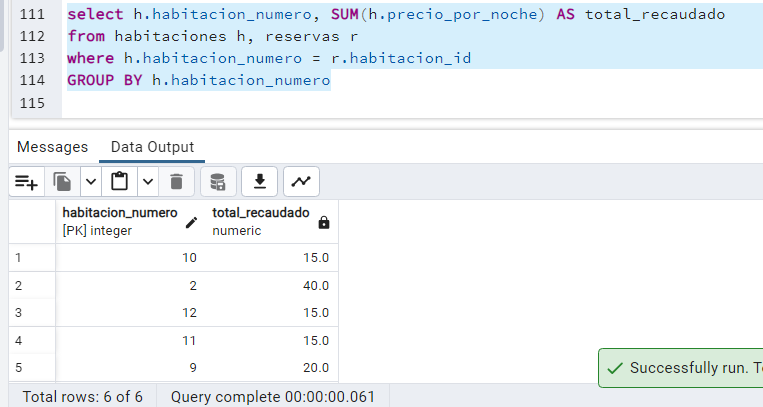 111 select h.habitacion_numero, SUM(h.precio_por_noche) AS total_recaudado
112 from habitaciones h, reservas r
113 where h.habitacion_numero = r.habitacion_id
114 GROUP BY h.habitacion_numero
115
Messages Data Output
habitacion_numero total_recaudado
[PK] integer numeric
1 10 15.0
2 2 40.0
3 12 15.0
4 11 15.0
5 9 20.0
Successfully run.
Total rows: 6 of 6 Query complete 00:00:00.061